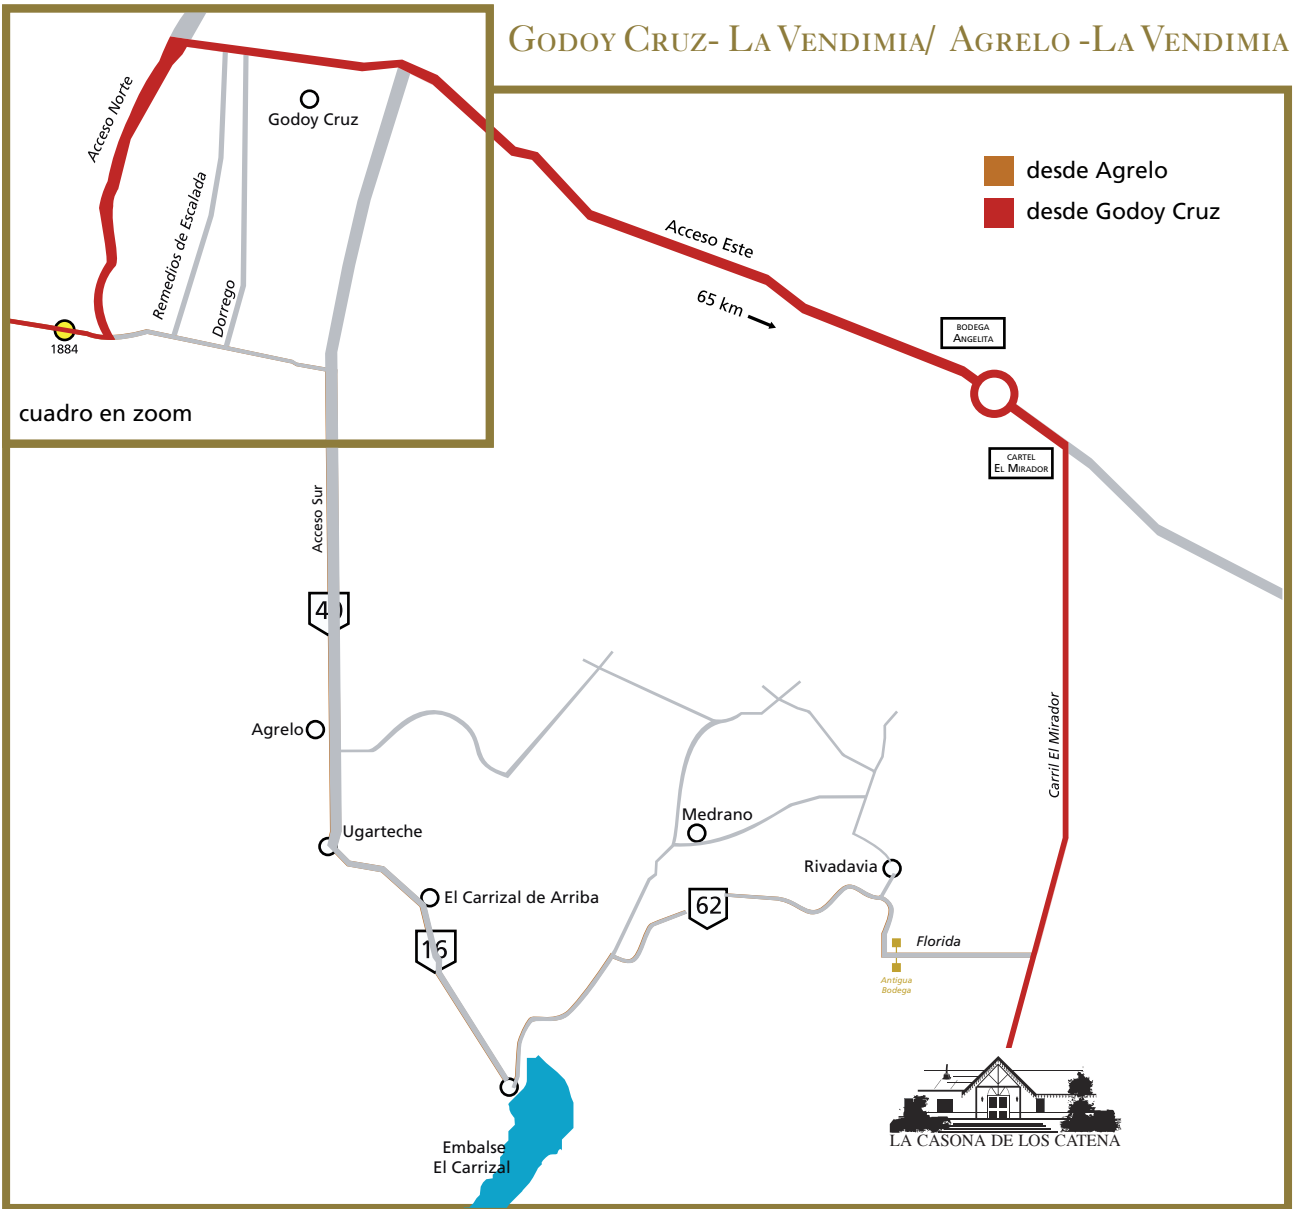 GODOY CRUZ- LA VENDIMIA/ AGRELO -LA VENDIMIA
Acceso Norte
Godoy Cruz
Remedios de Escalada
Dorrego
1884
cuadro en zoom
desde Agrelo
desde Godoy Cruz
Acceso Este
65 km
BODEGA
ANGELITA
CARTEL
EL MIRADOR
Acceso Sur
40
Agrelo
Ugarteche
El Carrizal de Arriba
16
Medrano
Rivadavia
62
Carril El Mirador
Florida
Antigua
Bodega
Embalse
El Carrizal
LA CASONA DE LOS CATENA